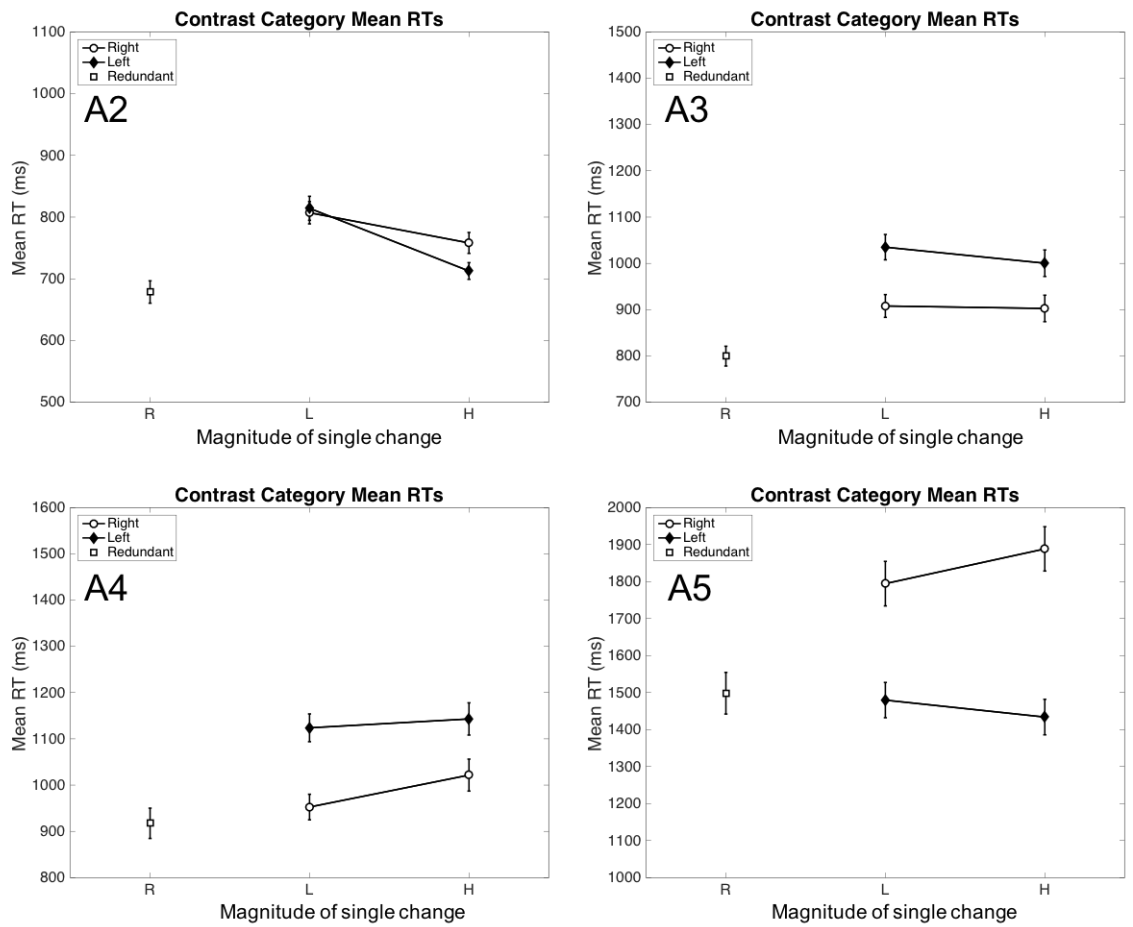 Contrast Category Mean RTs
1100
1000
900
800
700
600
500
Mean RT (ms)
Right
Left
Redundant
A2
R
L
H
Magnitude of single change
Contrast Category Mean RTs
1500
1400
1300
1200
1100
1000
900
800
700
Mean RT (ms)
Right
Left
Redundant
A3
R
L
H
Magnitude of single change
Contrast Category Mean RTs
1600
1500
1400
1300
1200
1100
1000
900
800
Mean RT (ms)
Right
Left
Redundant
A4
R
L
H
Magnitude of single change
Contrast Category Mean RTs
2000
1900
1800
1700
1600
1500
1400
1300
1200
1100
1000
Mean RT (ms)
Right
Left
Redundant
A5
R
L
H
Magnitude of single change